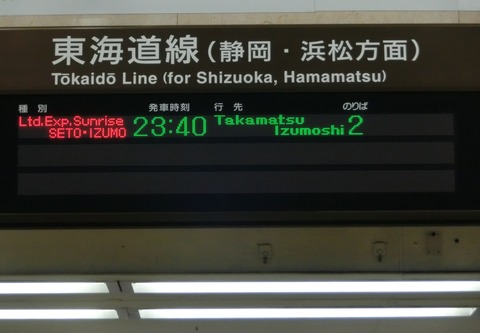 東海道線(静岡・浜松方面)
Tōkaidō Line (for Shizuoka, Hamamatsu)
種別 発車時刻 行先 のりば
Ltd.Exp.Sunrise 23:40 Takamatsu 2
SETO・IZUMO Izumoshi